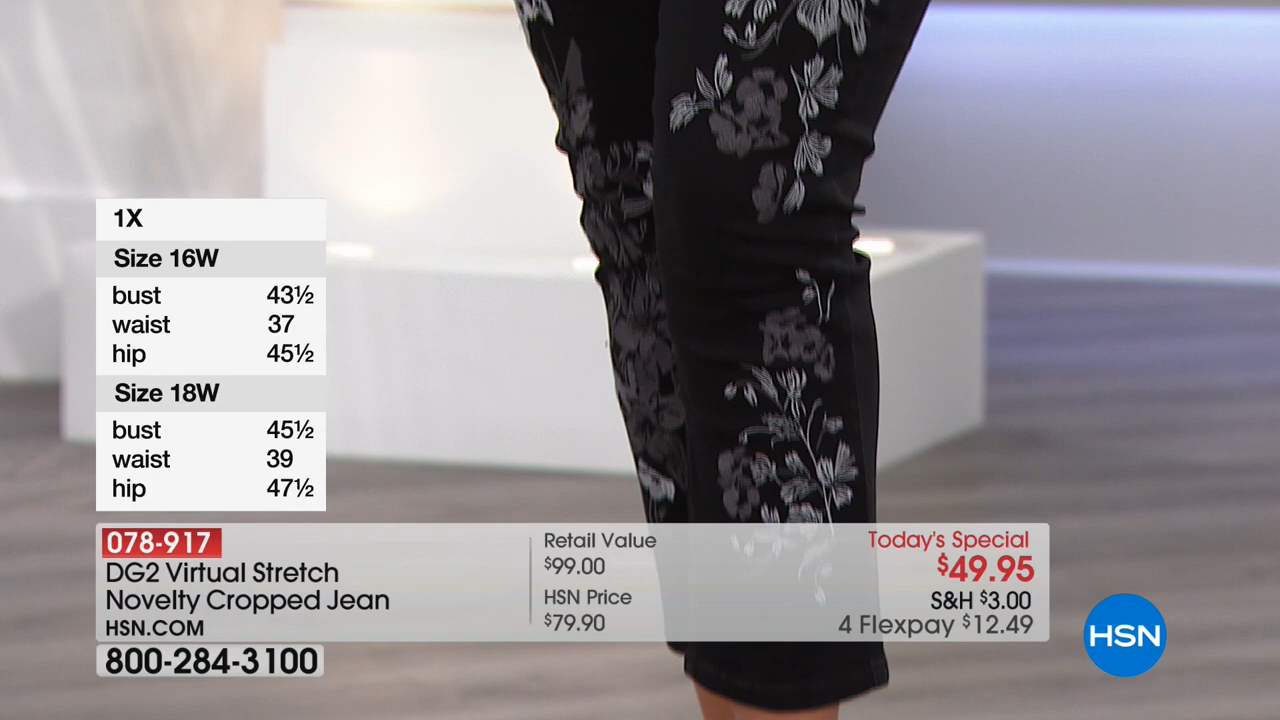 1X
Size 16W
bust 43½
waist 37
hip 45½
Size 18W
bust 45½
waist 39
hip 47½
078-917
DG2 Virtual Stretch
Novelty Cropped Jean
HSN.COM
800-284-3100
Retail Value
$99.00
HSN Price
$79.90
Today's Special
$49.95
S&H $3.00
4 Flexpay $12.49
HSN